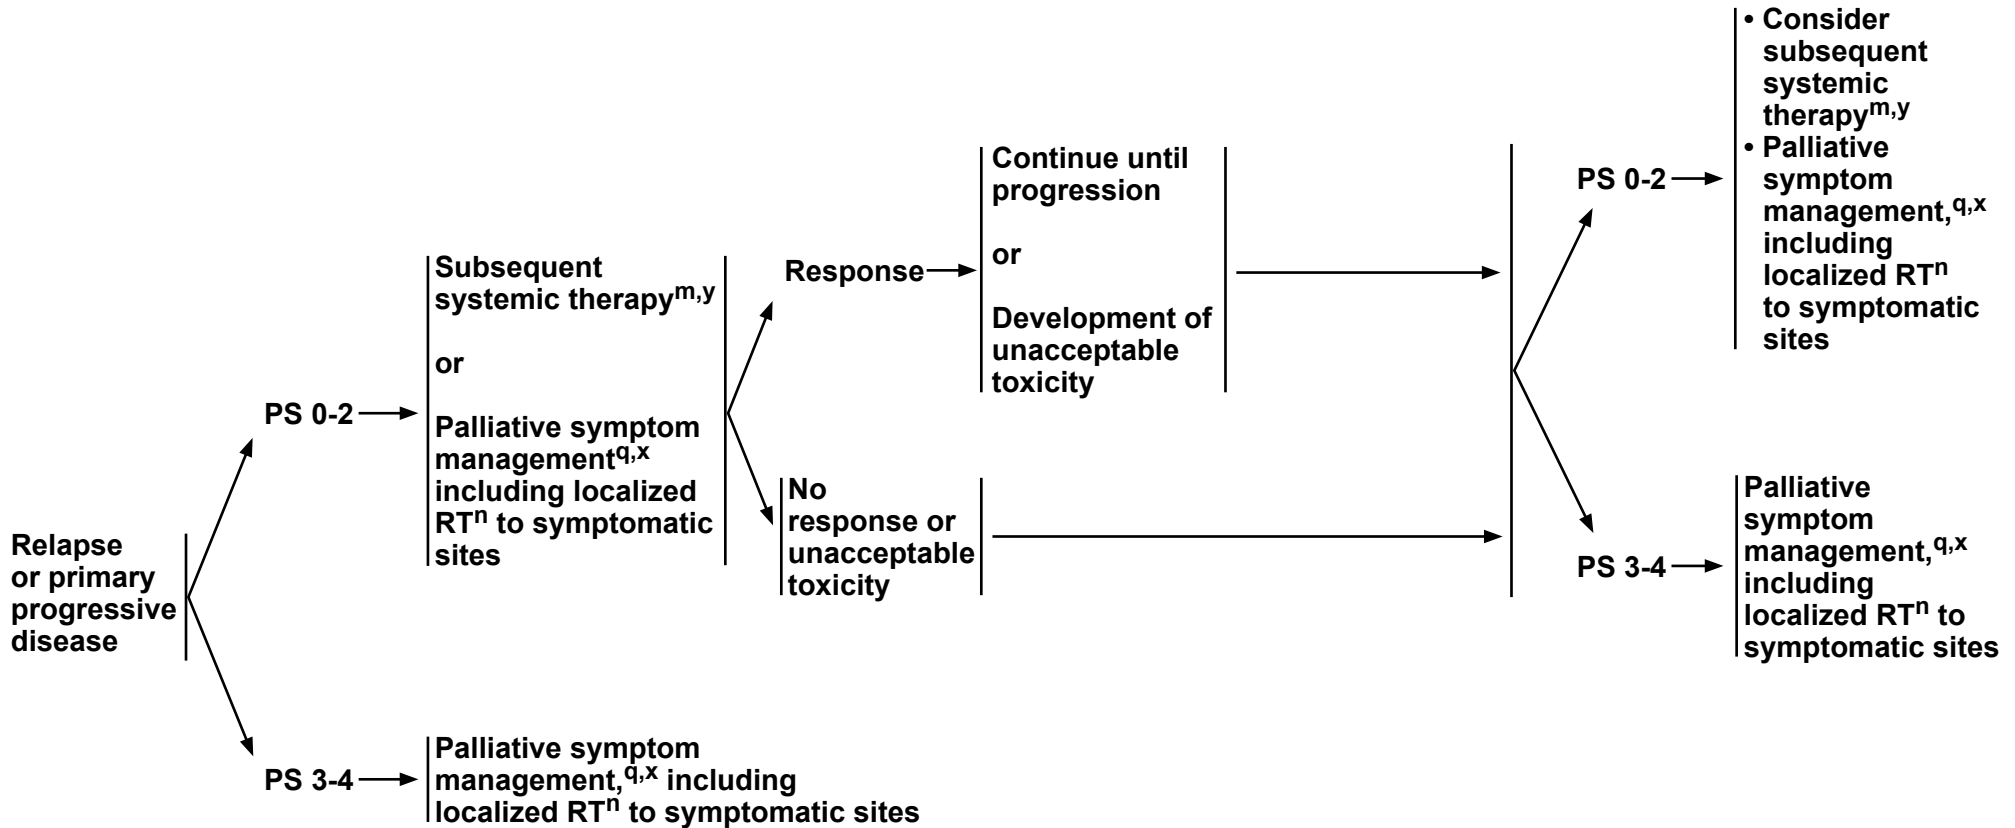 Relapse
or primary
progressive
disease
PS 0-2
Subsequent
systemic therapym,y
or
Palliative symptom
managementq,x
including localized
RTn to symptomatic
sites
Response
Continue until
progression
or
Development of
unacceptable
toxicity
No
response or
unacceptable
toxicity
PS 0-2
• Consider
subsequent
systemic
therapym,y
• Palliative
symptom
management,q,x
including
localized RTn
to symptomatic
sites
PS 3-4
Palliative
symptom
management,q,x
including
localized RTn to
symptomatic sites
PS 3-4
Palliative symptom
management,q,x including
localized RTn to symptomatic sites